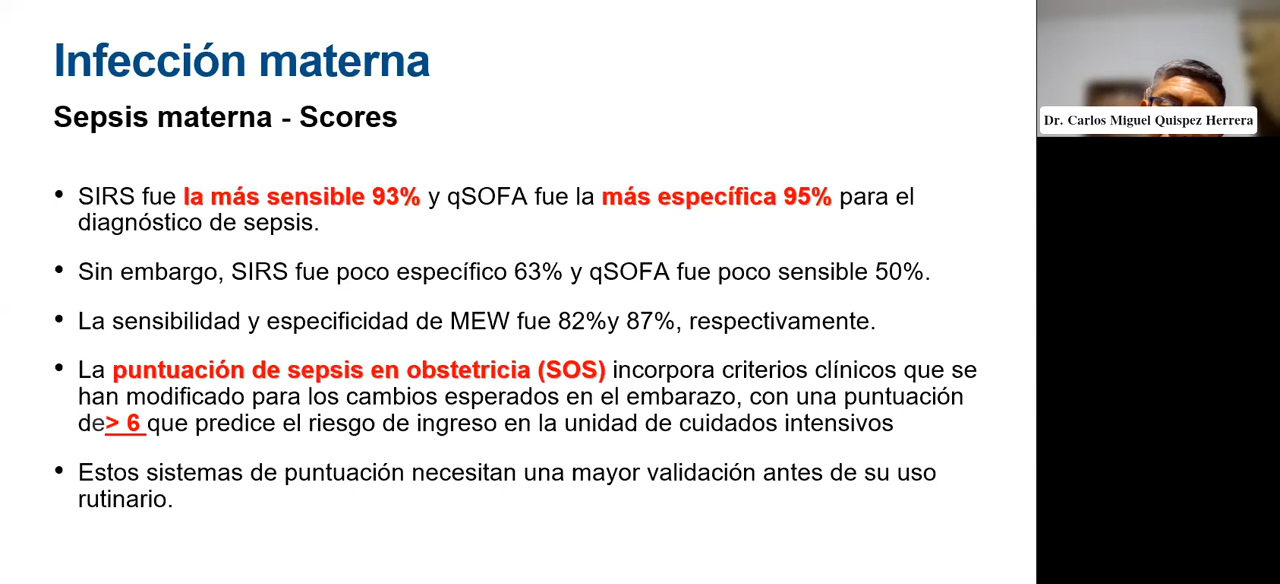 Infección materna
Sepsis materna - Scores
• SIRS fue la más sensible 93% y qSOFA fue la más específica 95% para el
diagnóstico de sepsis.
• Sin embargo, SIRS fue poco específico 63% y qSOFA fue poco sensible 50%.
• La sensibilidad y especificidad de MEW fue 82%y 87%, respectivamente.
• La puntuación de sepsis en obstetricia (SOS) incorpora criterios clínicos que se
han modificado para los cambios esperados en el embarazo, con una puntuación
de> 6 que predice el riesgo de ingreso en la unidad de cuidados intensivos
• Estos sistemas de puntuación necesitan una mayor validación antes de su uso
rutinario.
Dr. Carlos Miguel Quispez Herrera